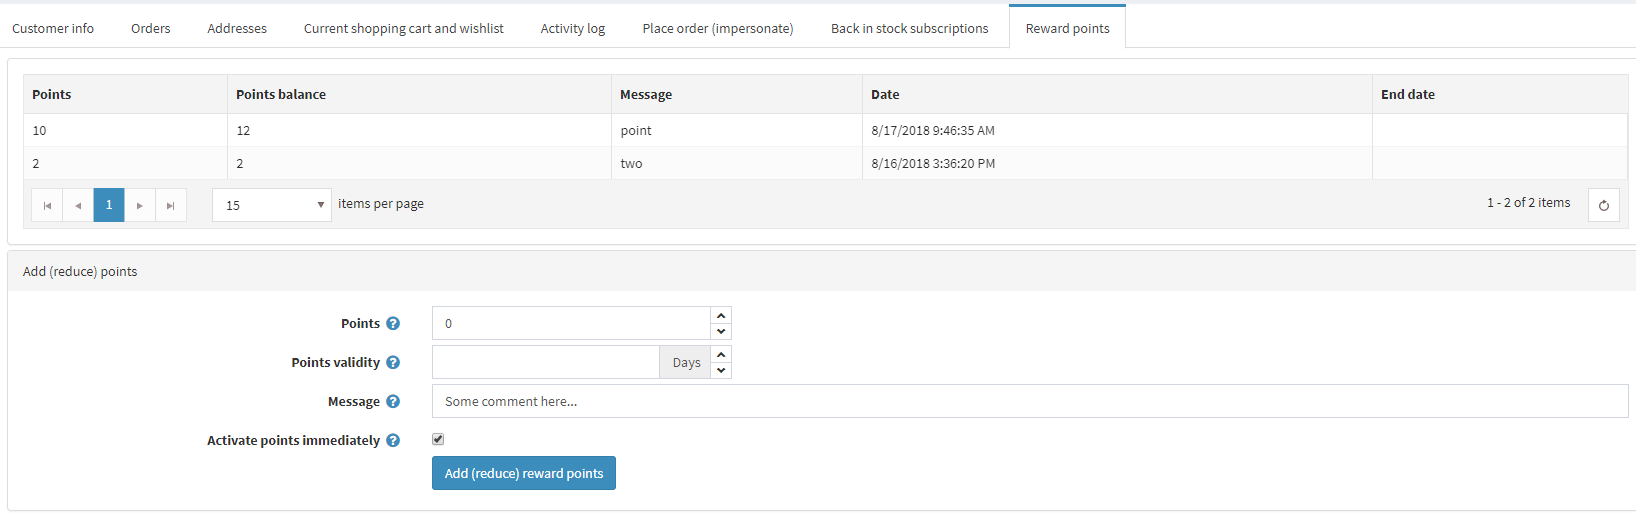 Customer info Orders Addresses Current shopping cart and wishlist Activity log Place order (impersonate) Back in stock subscriptions Reward points
Points Points balance Message Date End date
10 12 point 8/17/2018 9:46:35 AM
2 2 two 8/16/2018 3:36:20 PM
1 15 items per page 1 - 2 of 2 items
Add (reduce) points
Points ? 0
Points validity ? Days
Message ? Some comment here...
Activate points immediately ?
Add (reduce) reward points